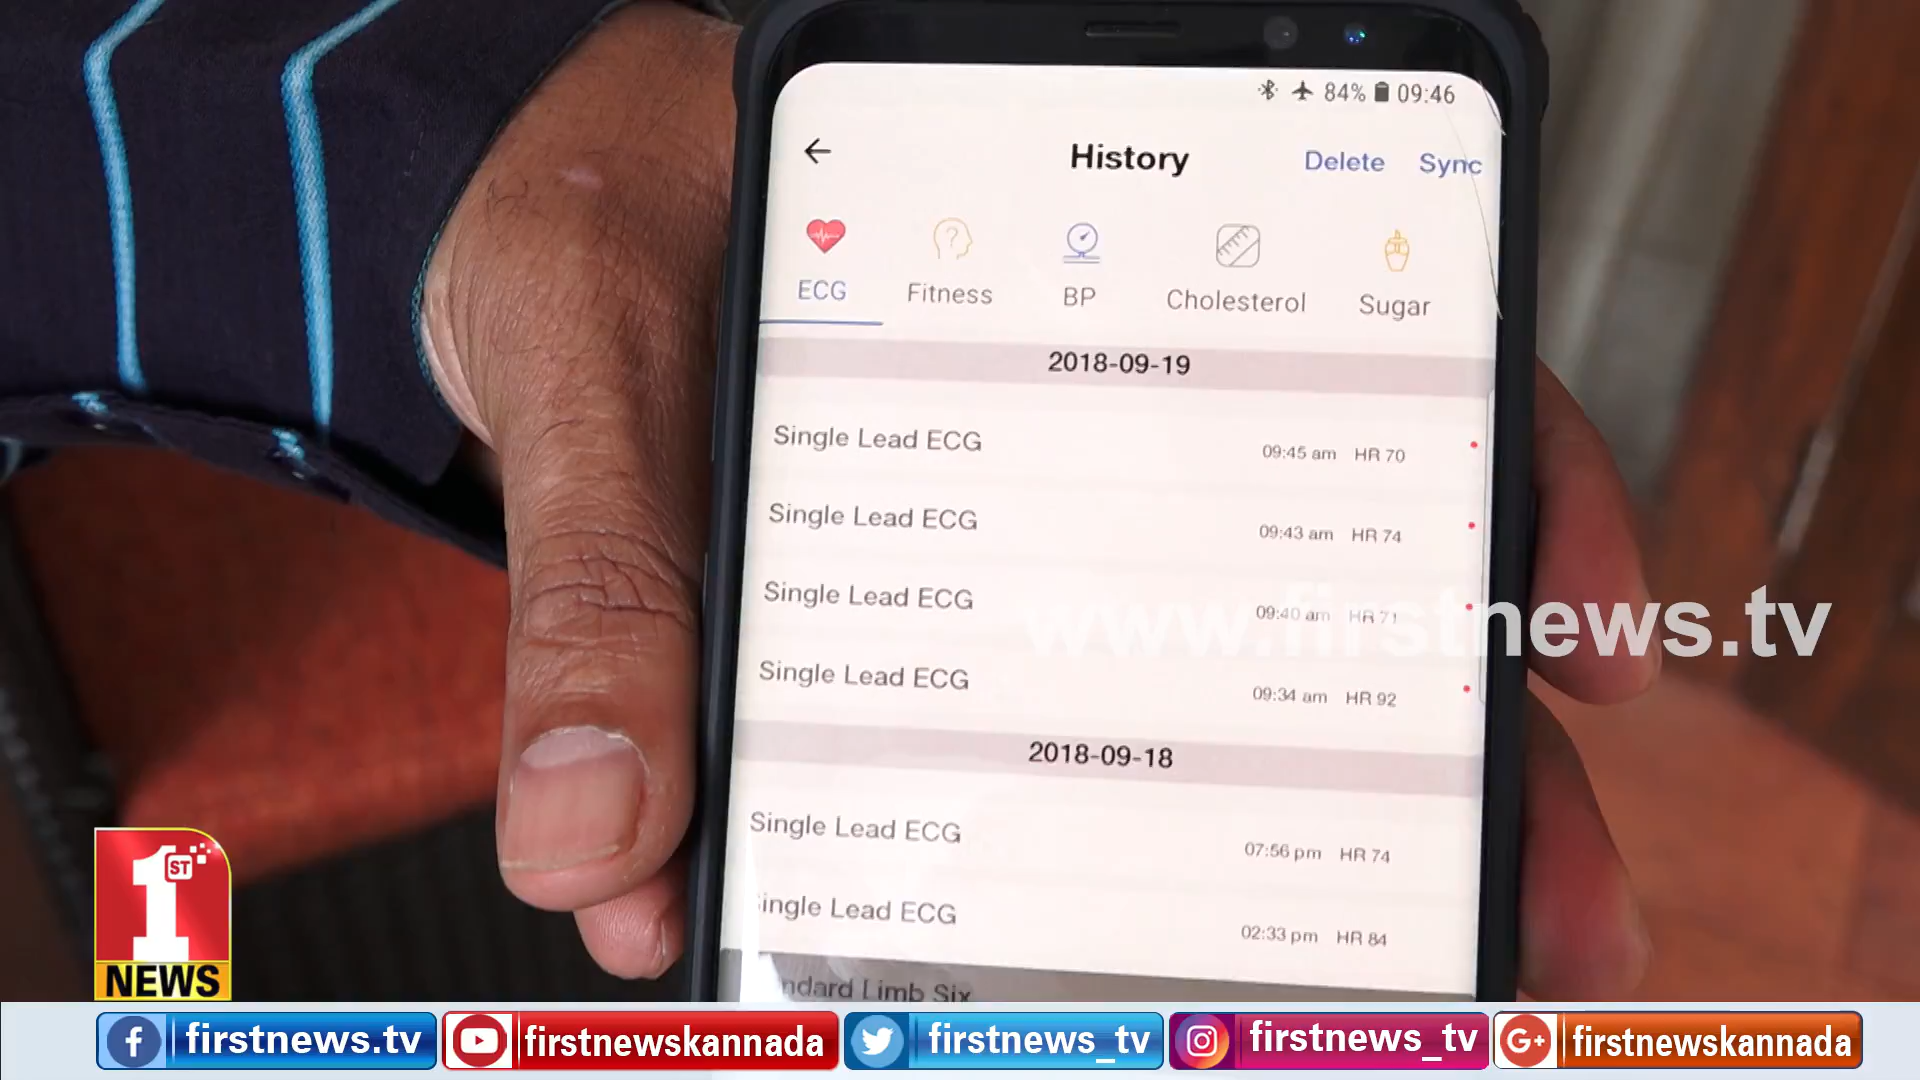 84% 09:46
History Delete Sync
ECG Fitness BP Cholesterol Sugar
2018-09-19
Single Lead ECG 09:45 am HR 70
Single Lead ECG 09:43 am HR 74
Single Lead ECG 09:40 am HR 71
www.firstnews.tv
Single Lead ECG 09:34 am HR 92
2018-09-18
Single Lead ECG 07:56 pm HR 74
ingle Lead ECG 02:33 pm HR 84
ndard Limb Six
1ST
NEWS
firstnews.tv firstnewskannada firstnews_tv firstnews_tv G+ firstnewskannada